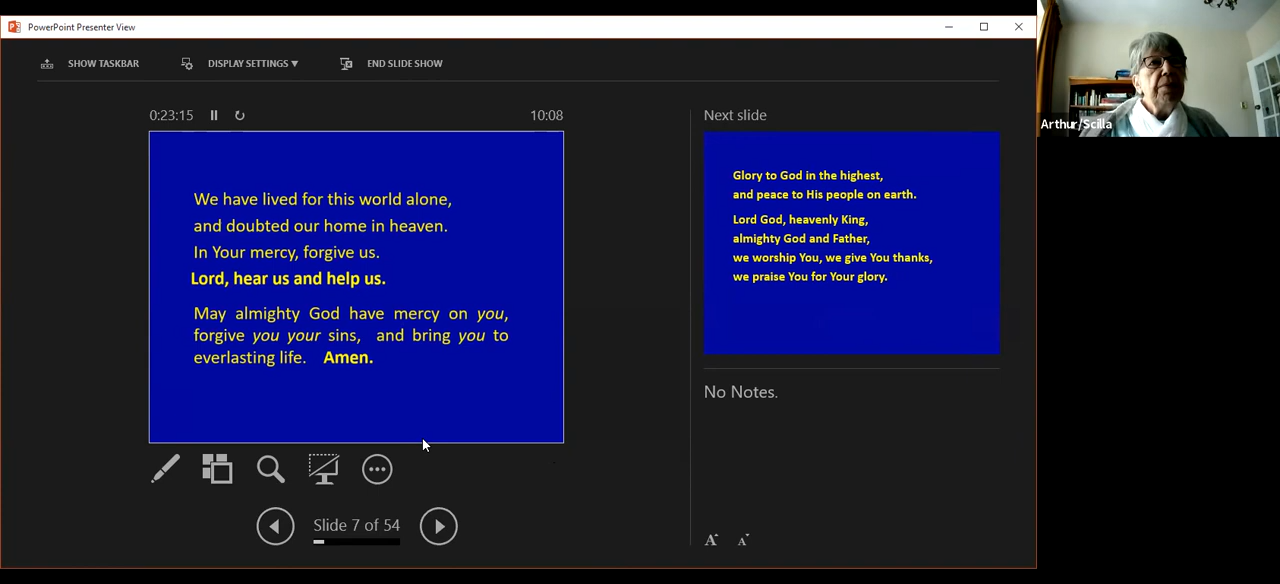 PowerPoint Presenter View
SHOW TASKBAR
DISPLAY SETTINGS ▼
END SLIDE SHOW
0:23:15
10:08
We have lived for this world alone,
and doubted our home in heaven.
In Your mercy, forgive us.
Lord, hear us and help us.
May almighty God have mercy on you,
forgive you your sins, and bring you to
everlasting life. Amen.
Slide 7 of 54
Next slide
Glory to God in the highest,
and peace to His people on earth.
Lord God, heavenly King,
almighty God and Father,
we worship You, we give You thanks,
we praise You for Your glory.
No Notes.
A A
Arthur/Scilla